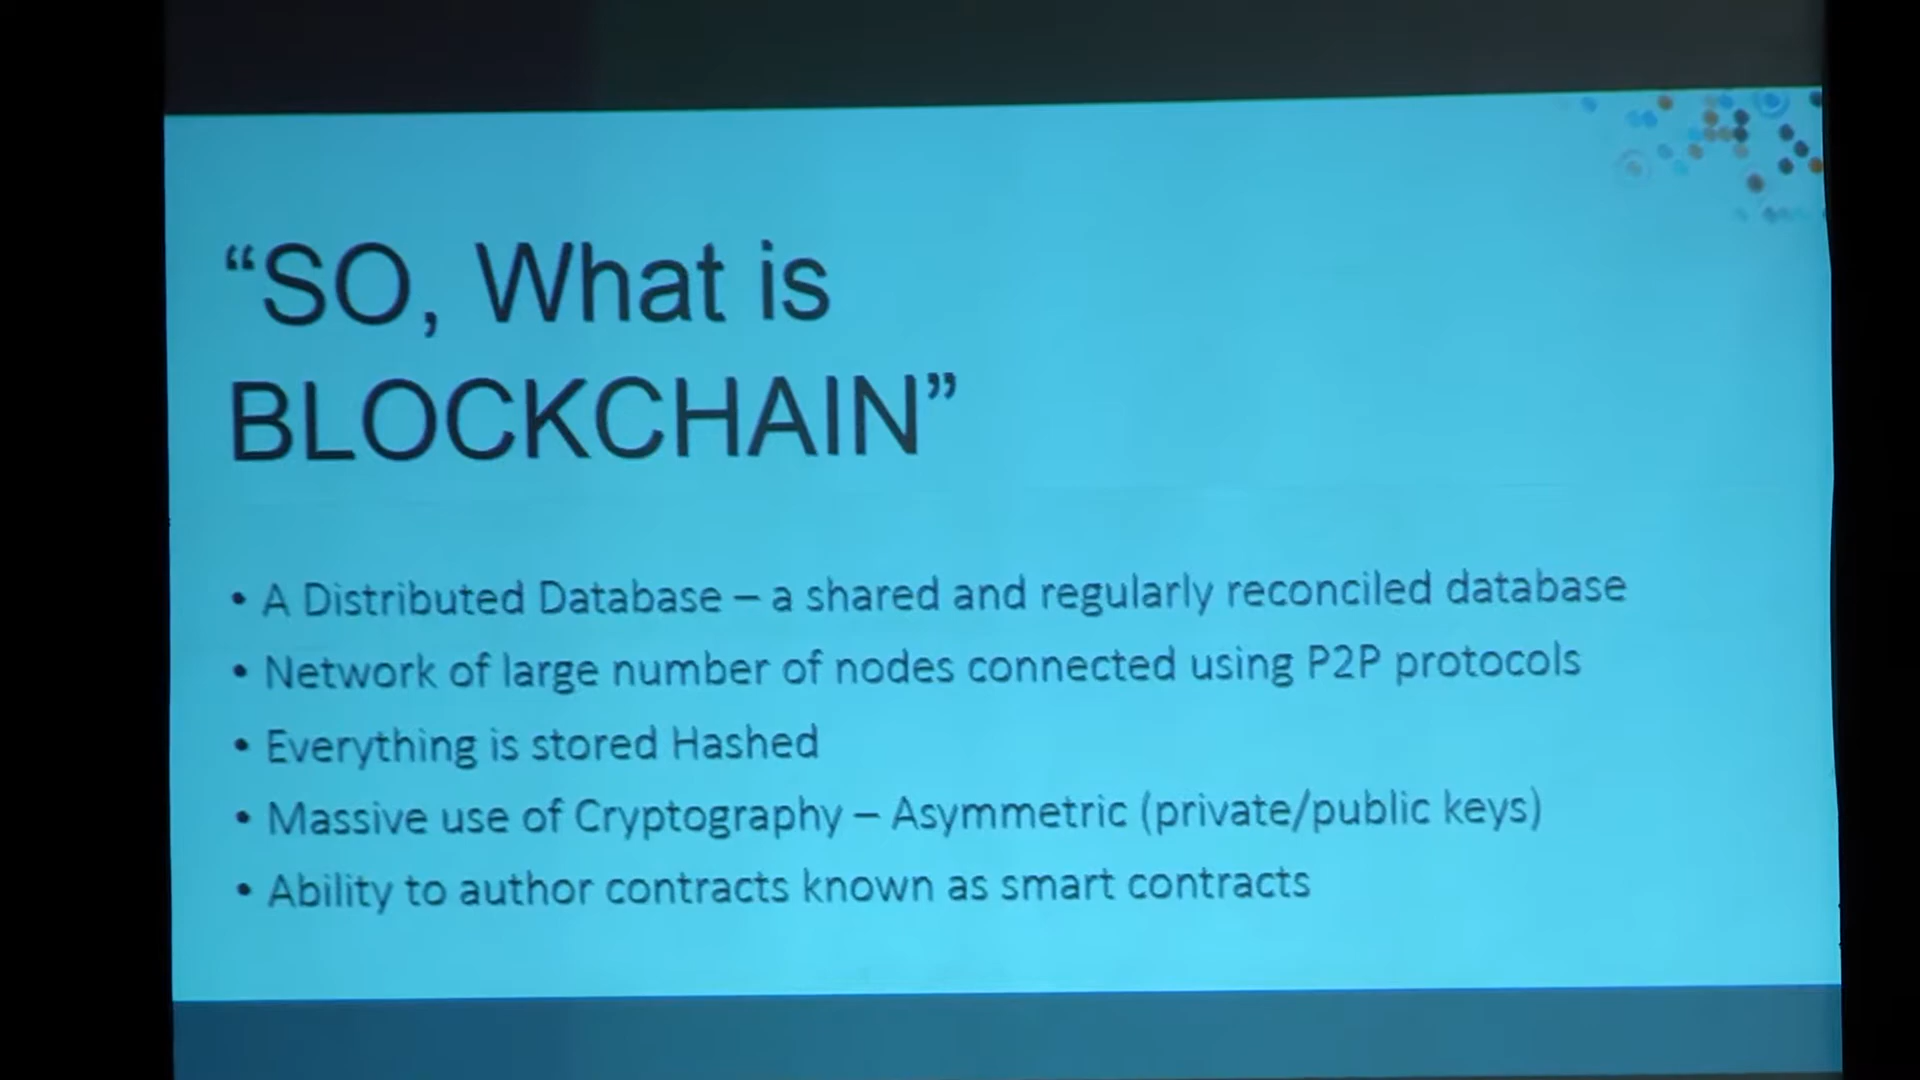 “SO, What is
BLOCKCHAIN”
• A Distributed Database – a shared and regularly reconciled database
• Network of large number of nodes connected using P2P protocols
• Everything is stored Hashed
• Massive use of Cryptography – Asymmetric (private/public keys)
• Ability to author contracts known as smart contracts